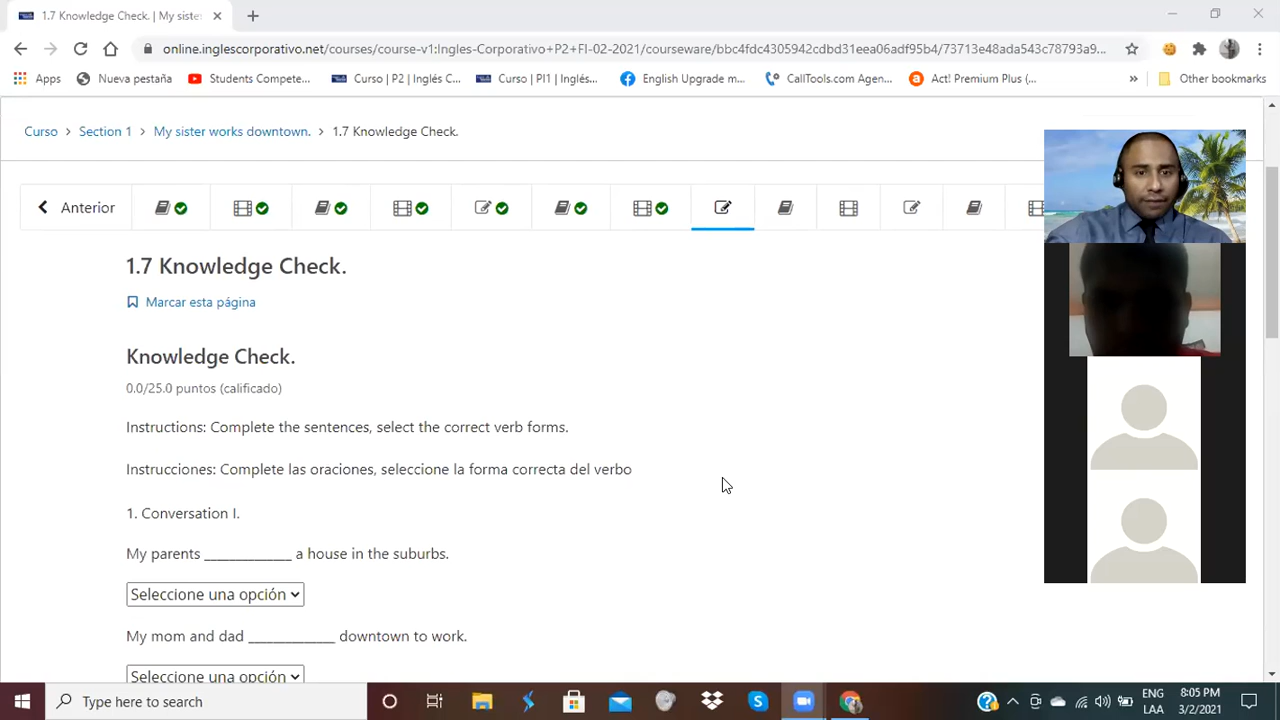 1.7 Knowledge Check. | My siste
online.inglescorporativo.net/courses/course-v1:Ingles-Corporativo+P2+FI-02-2021/courseware/bbc4fdc4305942cdbd31eea06adf95b4/73713e48ada543c78793a9...
Apps Nueva pestaña Students Compete... Curso | P2 | Inglés C... Curso | PI1 | Inglés... English Upgrade m... CallTools.com Agen... Act! Premium Plus (... » Other bookmarks
Curso > Section 1 > My sister works downtown. > 1.7 Knowledge Check.
Anterior
1.7 Knowledge Check.
Marcar esta página
Knowledge Check.
0.0/25.0 puntos (calificado)
Instructions: Complete the sentences, select the correct verb forms.
Instrucciones: Complete las oraciones, seleccione la forma correcta del verbo
1. Conversation I.
My parents _____________ a house in the suburbs.
Seleccione una opción
My mom and dad _____________ downtown to work.
Seleccione una opción
Type here to search
ENG
LAA
8:05 PM
3/2/2021